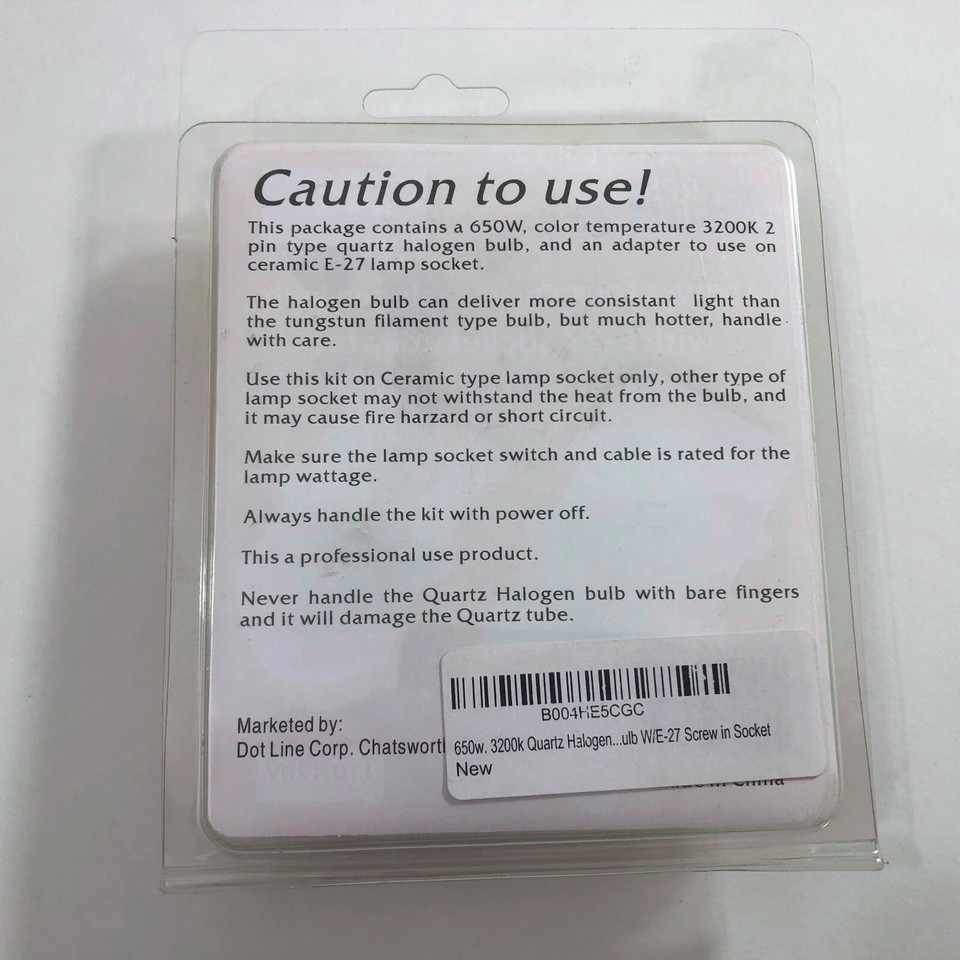 Caution to use!
This package contains a 650W, color temperature 3200K 2
pin type quartz halogen bulb, and an adapter to use on
ceramic E-27 lamp socket.
The halogen bulb can deliver more consistant light than
the tungstun filament type bulb, but much hotter, handle
with care.
Use this kit on Ceramic type lamp socket only, other type of
lamp socket may not withstand the heat from the bulb, and
it may cause fire harzard or short circuit.
Make sure the lamp socket switch and cable is rated for the
lamp wattage.
Always handle the kit with power off.
This a professional use product.
Never handle the Quartz Halogen bulb with bare fingers
and it will damage the Quartz tube.
Marketed by:
Dot Line Corp. Chatsworth
B004HE5CGC
650w. 3200k Quartz Halogen...ulb W/E-27 Screw in Socket
New
in China